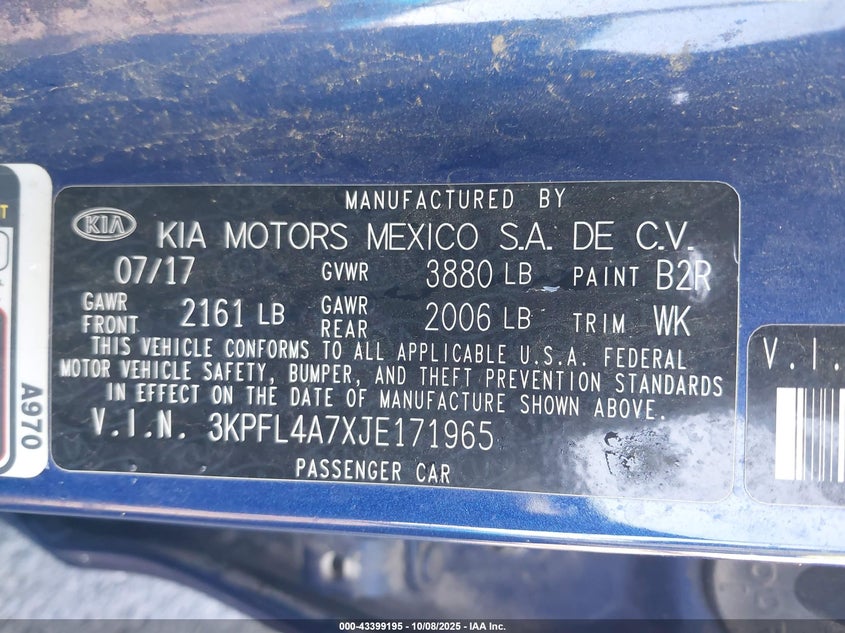 MANUFACTURED BY
KIA KIA MOTORS MEXICO S.A. DE C.V.
07/17 GVWR 3880 LB PAINT B2R
GAWR FRONT 2161 LB GAWR REAR 2006 LB TRIM WK
THIS VEHICLE CONFORMS TO ALL APPLICABLE U.S.A. FEDERAL
MOTOR VEHICLE SAFETY, BUMPER, AND THEFT PREVENTION STANDARDS
IN EFFECT ON THE DATE OF MANUFACTURE SHOWN ABOVE.
V.I.N. 3KPFL4A7XJE171965
PASSENGER CAR
A970
V.I.
000-43399195 - 10/08/2025 - IAA Inc.